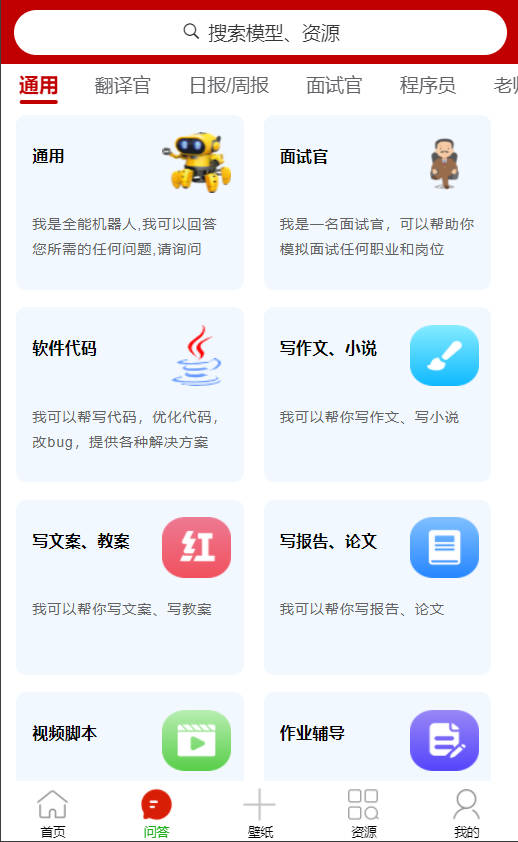 搜索模型、资源
通用 翻译官 日报/周报 面试官 程序员
通用
我是全能机器人,我可以回答
您所需的任何问题,请询问
面试官
我是一名面试官，可以帮助你
模拟面试任何职业和岗位
软件代码
我可以帮写代码，优化代码，
改bug，提供各种解决方案
写作文、小说
我可以帮你写作文、写小说
写文案、教案
红
我可以帮你写文案、写教案
写报告、论文
我可以帮你写报告、论文
视频脚本
作业辅导
首页 问答 壁纸 资源 我的